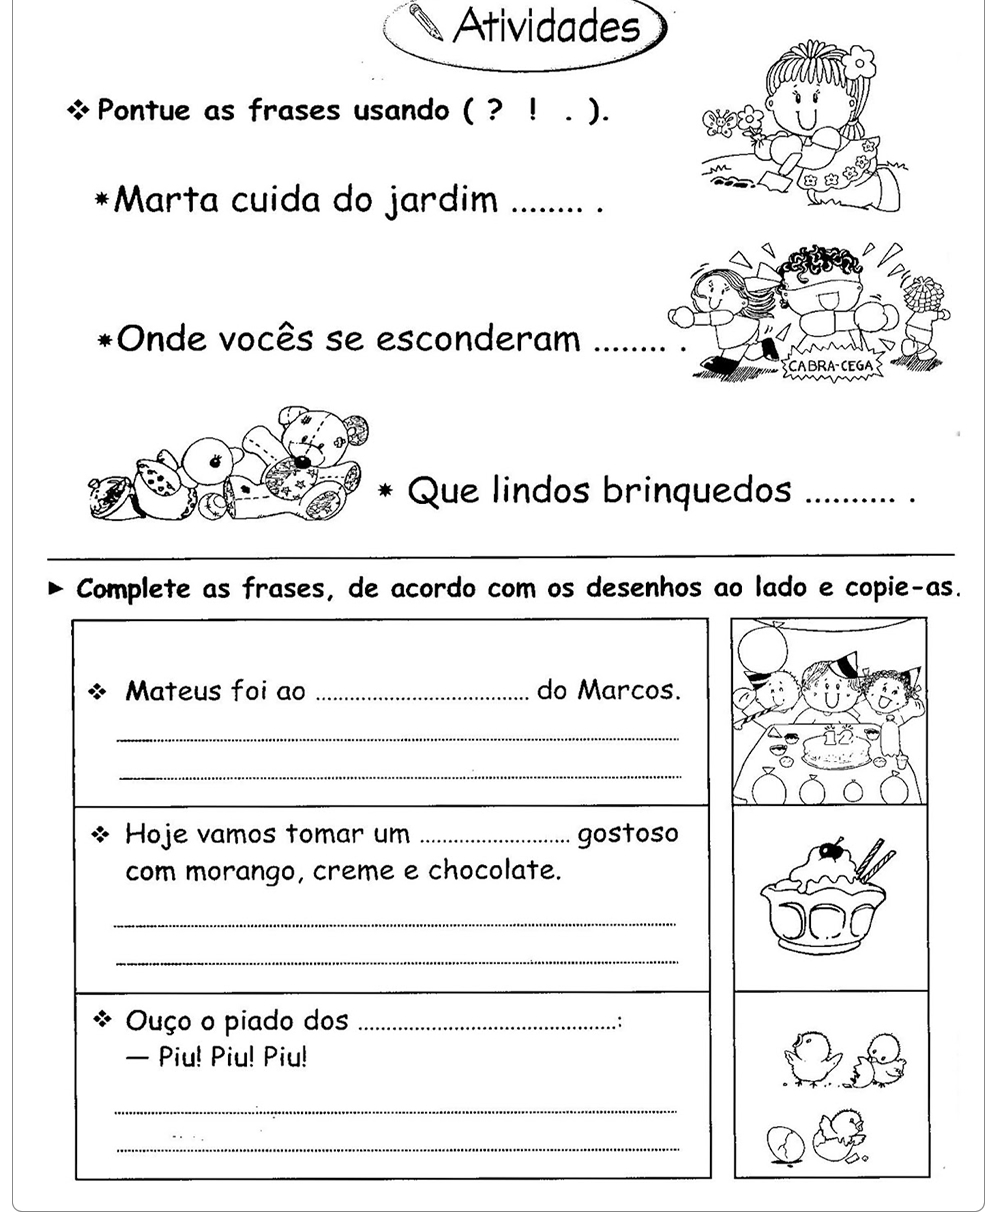 Atividades
❖ Pontue as frases usando ( ? ! . ).
* Marta cuida do jardim ........ .
* Onde vocês se esconderam ........ .
CABRA-CEGA
* Que lindos brinquedos .......... .
► Complete as frases, de acordo com os desenhos ao lado e copie-as.
❖ Mateus foi ao .................................. do Marcos.
12
❖ Hoje vamos tomar um ........................ gostoso
com morango, creme e chocolate.
❖ Ouço o piado dos .........................................:
— Piu! Piu! Piu!